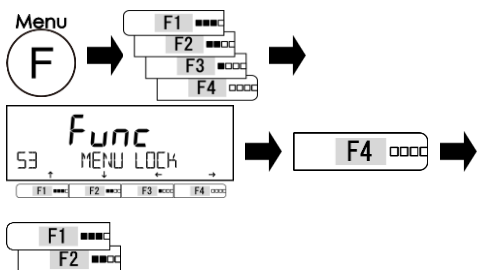 Menu
F
F1
F2
F3
F4
Func
53 MENU LOCK
↑ ↓ ← →
F1 F2 F3 F4
F4
F1
F2